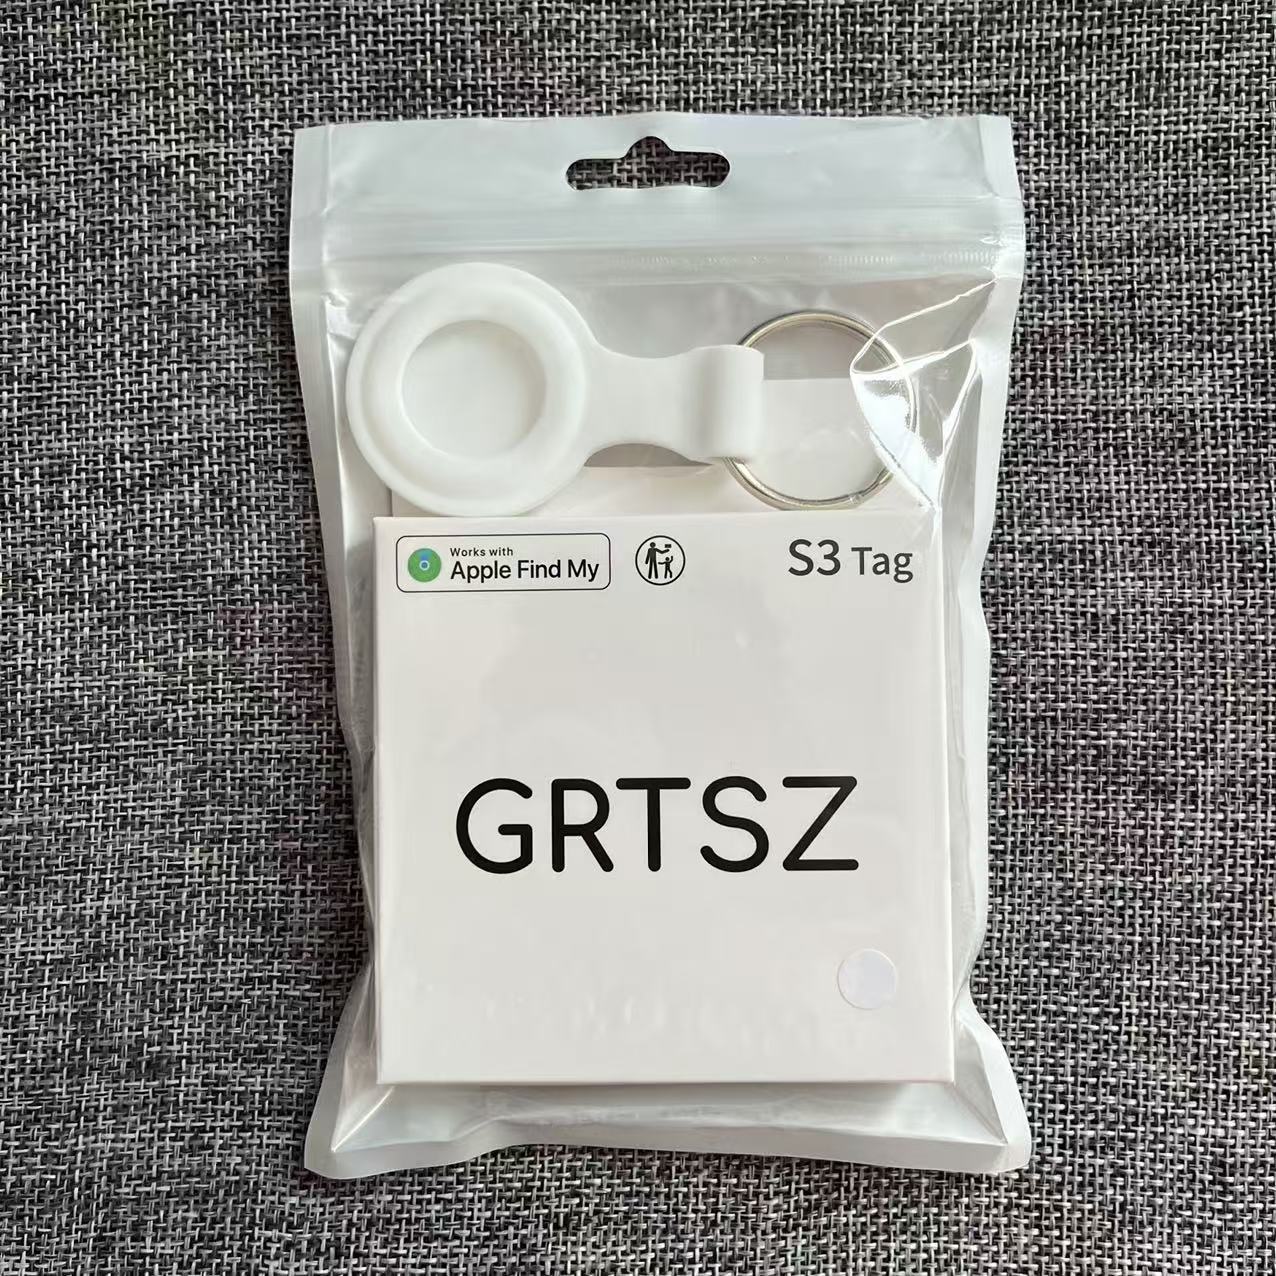 Works with
Apple Find My
S3 Tag
GRTSZ